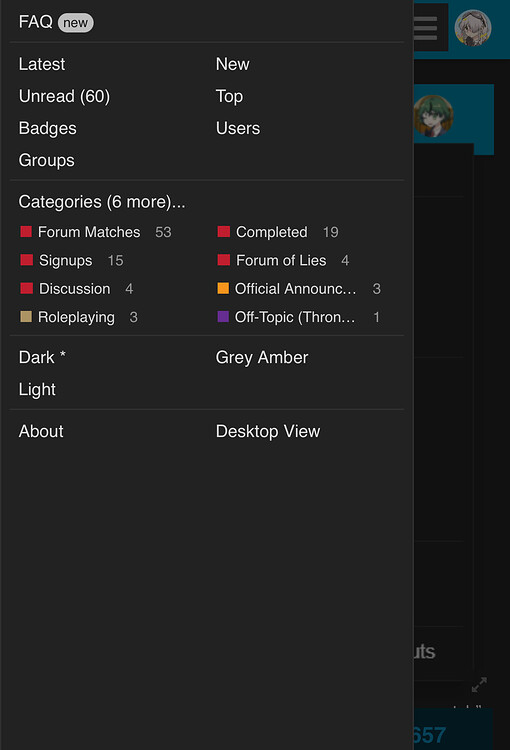 FAQ new
Latest New
Unread (60) Top
Badges Users
Groups
Categories (6 more)...
Forum Matches 53 Completed 19
Signups 15 Forum of Lies 4
Discussion 4 Official Announc… 3
Roleplaying 3 Off-Topic (Thron… 1
Dark * Grey Amber
Light
About Desktop View
uts
657